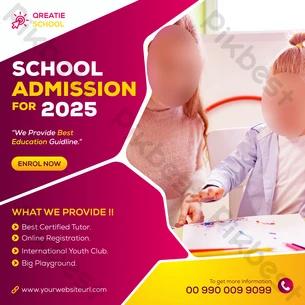 QREATIE
SCHOOL
SCHOOL
ADMISSION
FOR 2025
"We Provide Best
Education Guidline."
ENROL NOW
WHAT WE PROVIDE !!
Best Certified Tutor.
Online Registration.
International Youth Club.
Big Playground.
www.yourwebsiteurl.com
To get more information
00 990 009 9099
pikbest